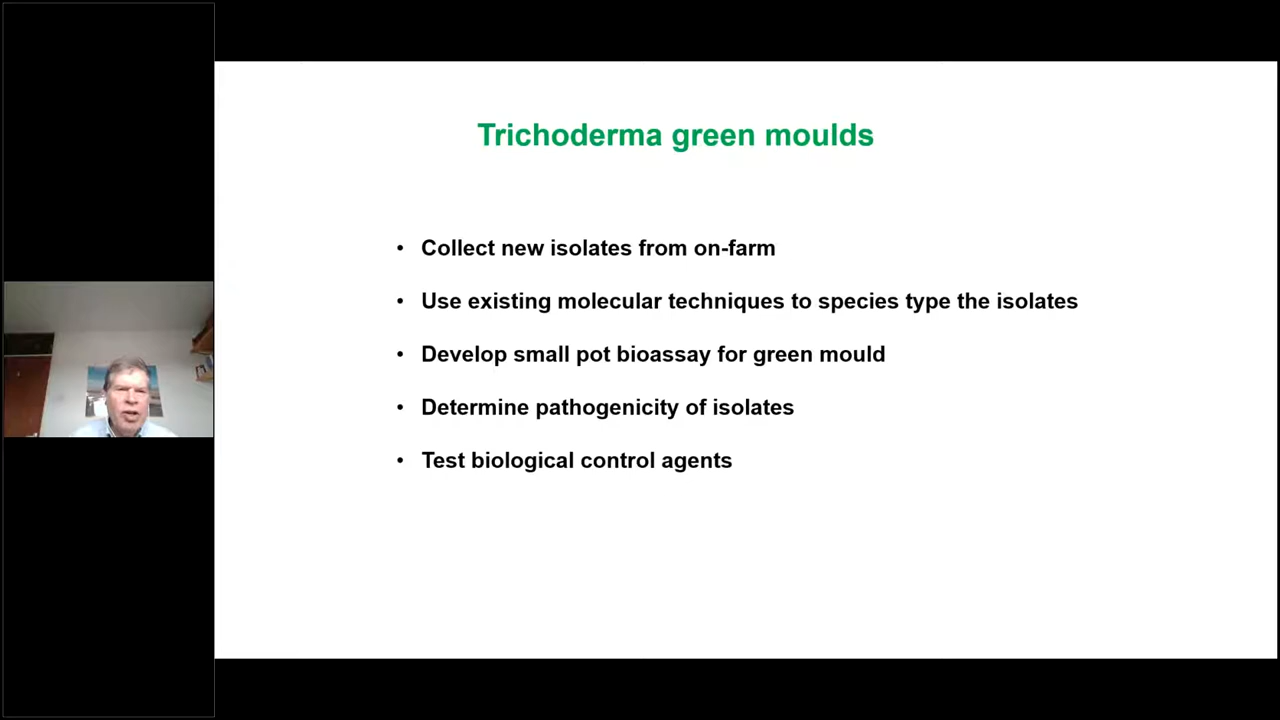 Trichoderma green moulds
• Collect new isolates from on-farm
• Use existing molecular techniques to species type the isolates
• Develop small pot bioassay for green mould
• Determine pathogenicity of isolates
• Test biological control agents